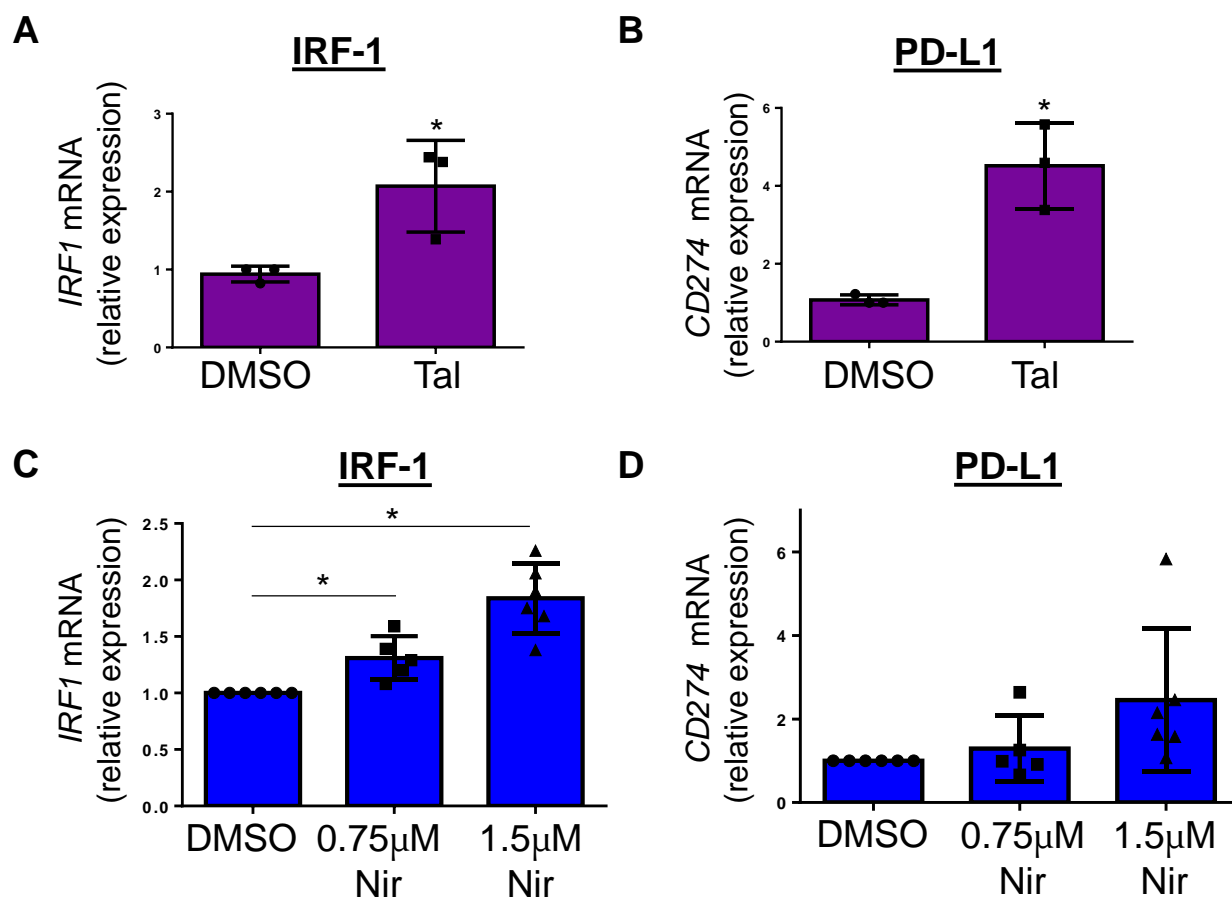 A
IRF-1
IRF1 mRNA
(relative expression)
3
2
1
0
*
DMSO
Tal
B
PD-L1
CD274 mRNA
(relative expression)
6
4
2
0
*
DMSO
Tal
C
IRF-1
IRF1 mRNA
(relative expression)
2.5
2.0
1.5
1.0
0.5
0.0
*
*
DMSO
0.75μM
Nir
1.5μM
Nir
D
PD-L1
CD274 mRNA
(relative expression)
6
4
2
0
DMSO
0.75μM
Nir
1.5μM
Nir